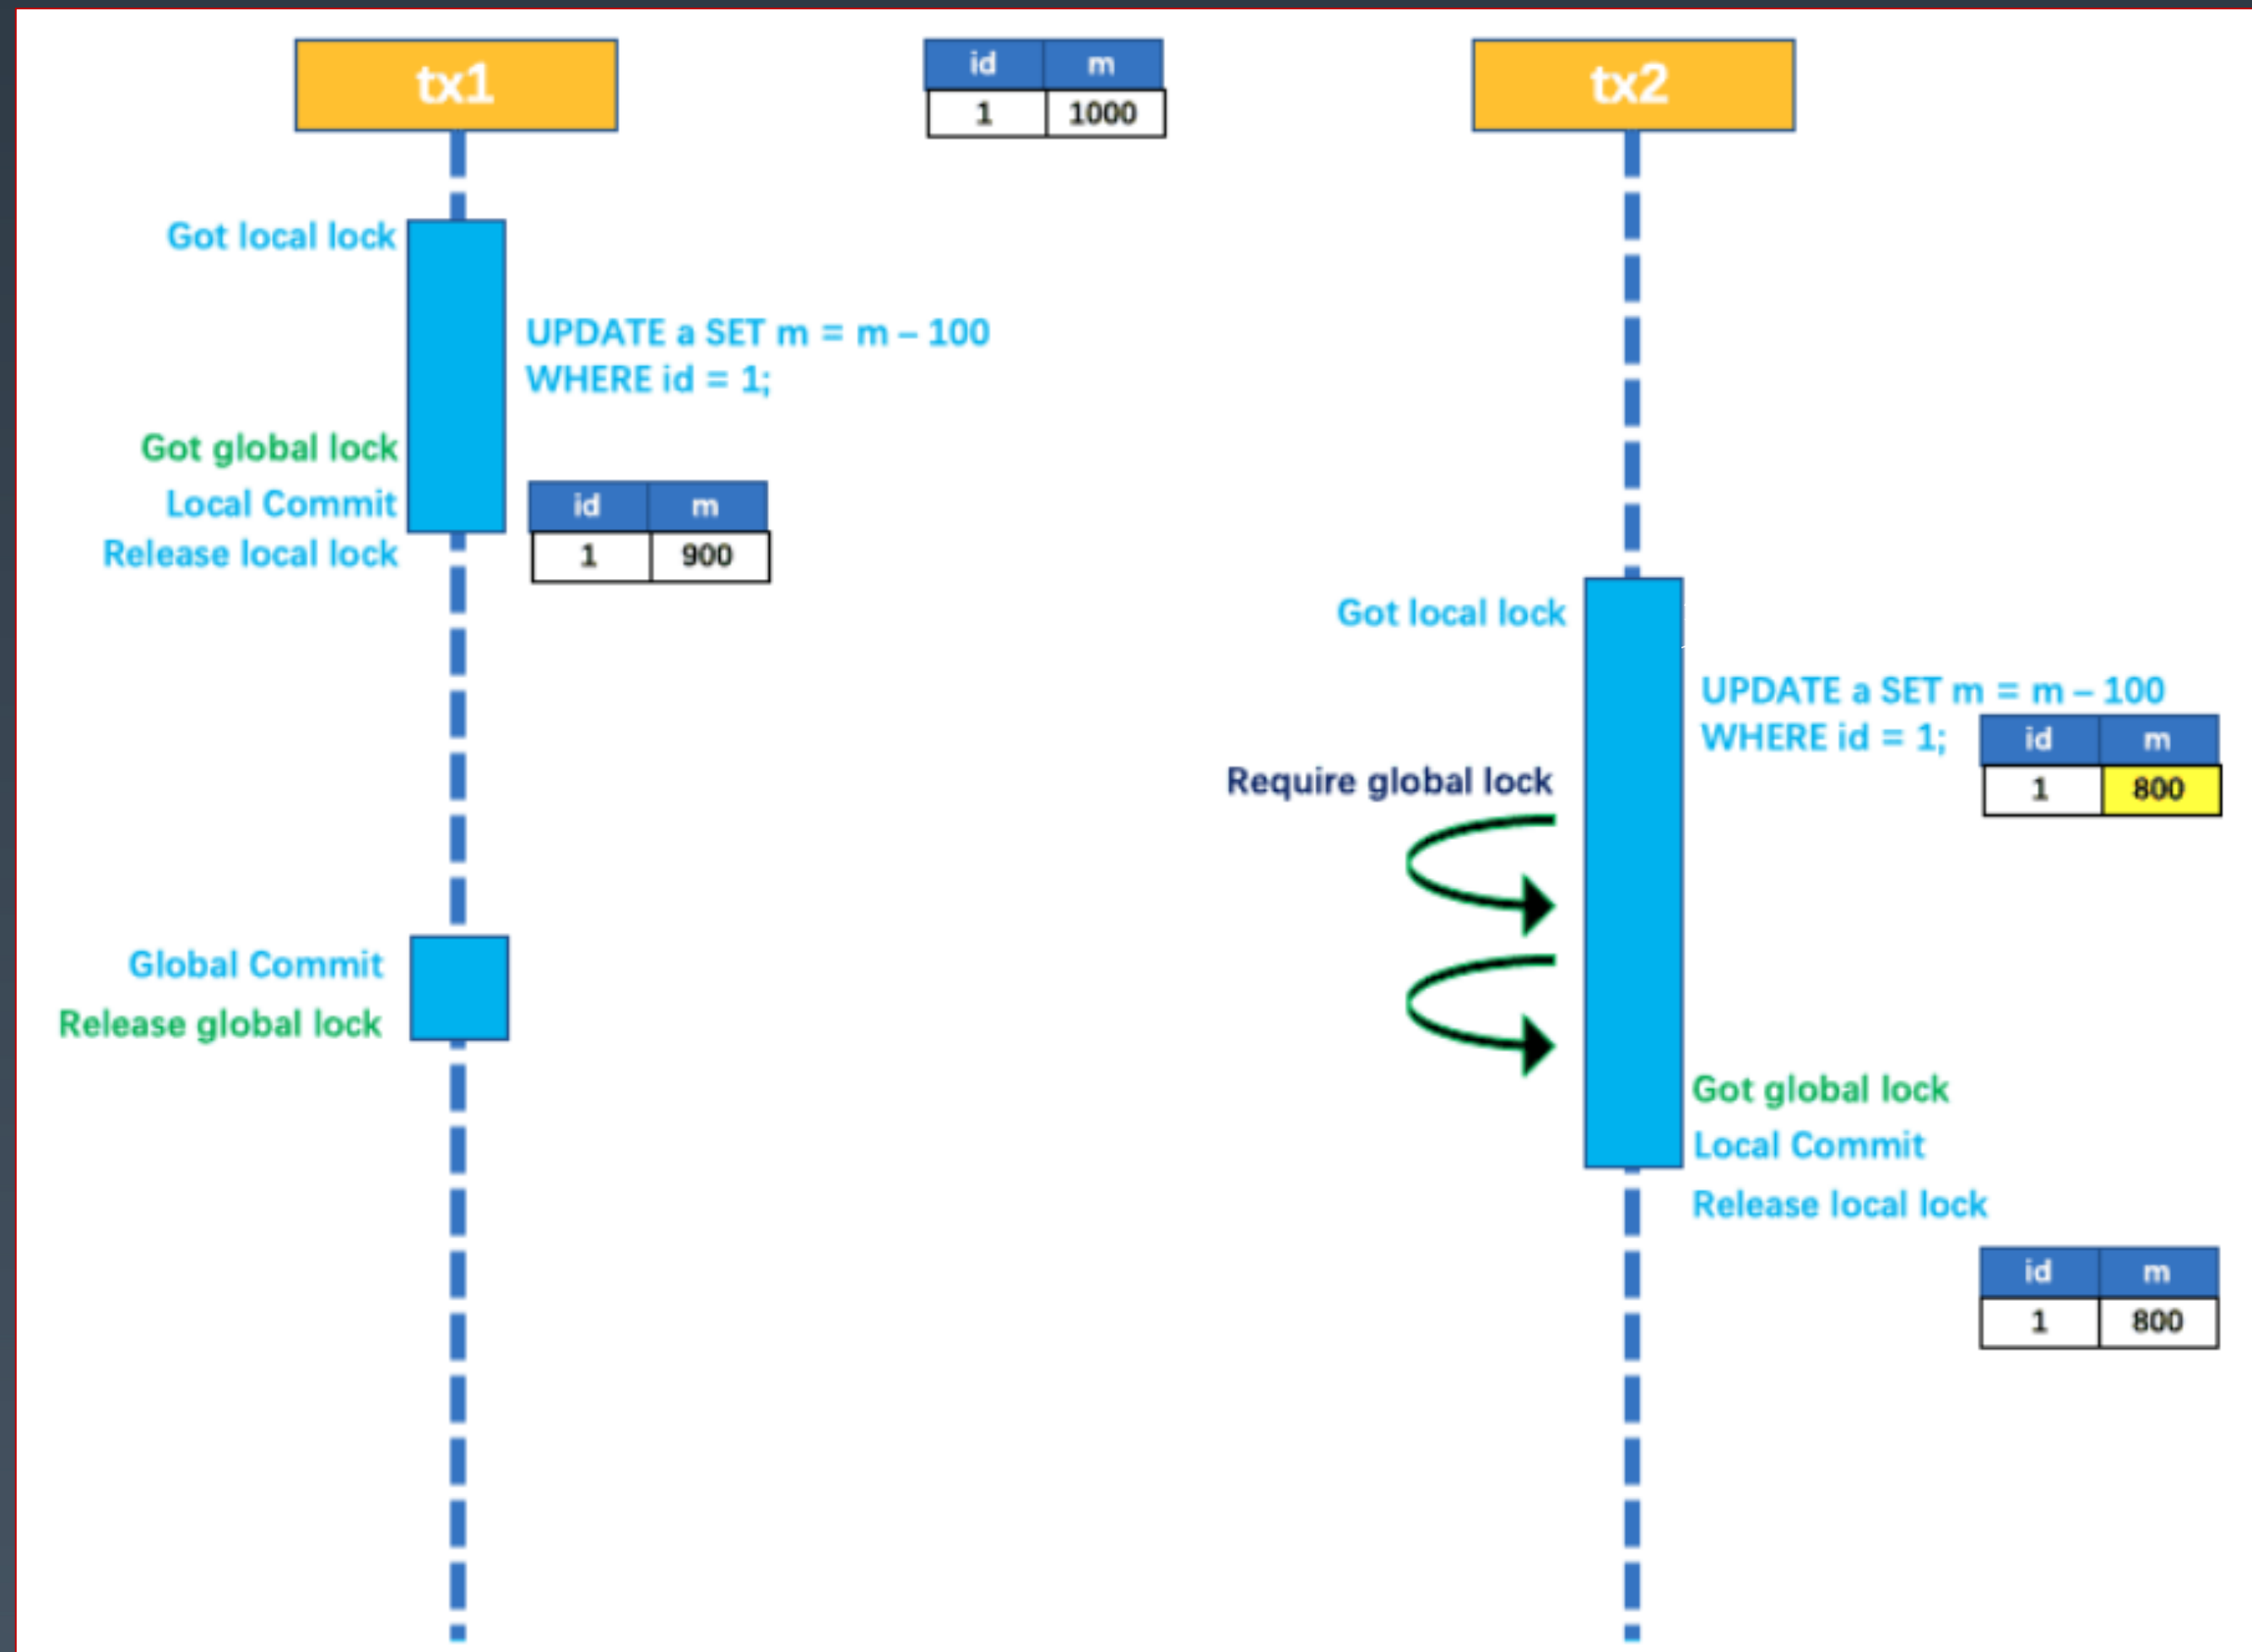 tx1
id m
1 1000
tx2
Got local lock
UPDATE a SET m = m – 100
WHERE id = 1;
Got global lock
Local Commit
Release local lock
id m
1 900
Got local lock
UPDATE a SET m = m – 100
WHERE id = 1;
id m
1 800
Require global lock
Global Commit
Release global lock
Got global lock
Local Commit
Release local lock
id m
1 800